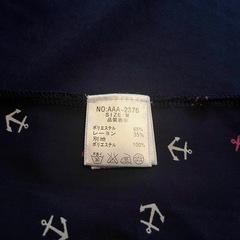 NO:AAA-2376
SIZE:M
品質表示
ポリエステル 65%
レーヨン 35%
別地
ポリエステル 100%